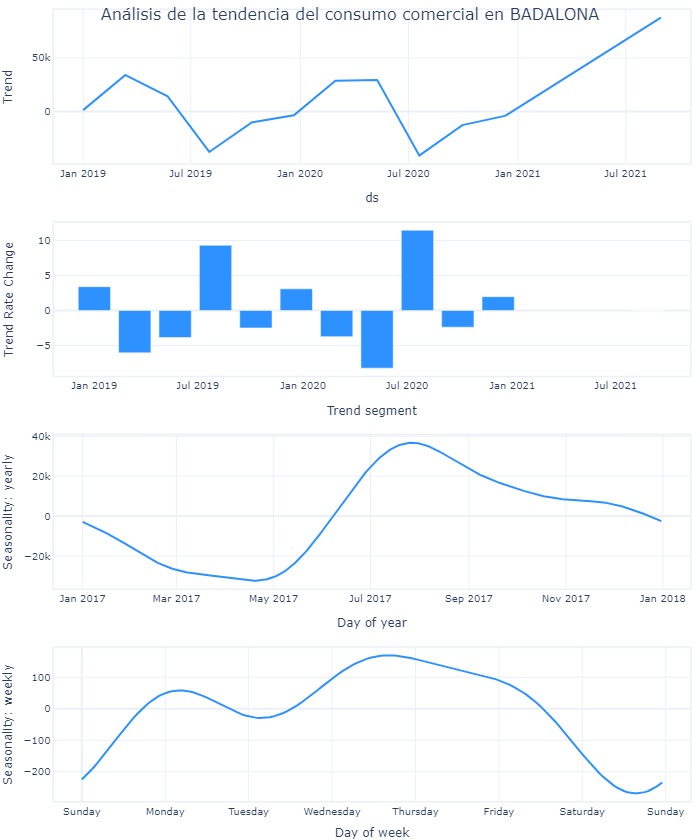 Análisis de la tendencia del consumo comercial en BADALONA
Trend
50k
0
Jan 2019 Jul 2019 Jan 2020 Jul 2020 Jan 2021 Jul 2021
ds
Trend Rate Change
10
5
0
−5
Jan 2019 Jul 2019 Jan 2020 Jul 2020 Jan 2021 Jul 2021
Trend segment
Seasonality: yearly
40k
20k
0
−20k
Jan 2017 Mar 2017 May 2017 Jul 2017 Sep 2017 Nov 2017 Jan 2018
Day of year
Seasonality: weekly
100
0
−100
−200
Sunday Monday Tuesday Wednesday Thursday Friday Saturday Sunday
Day of week